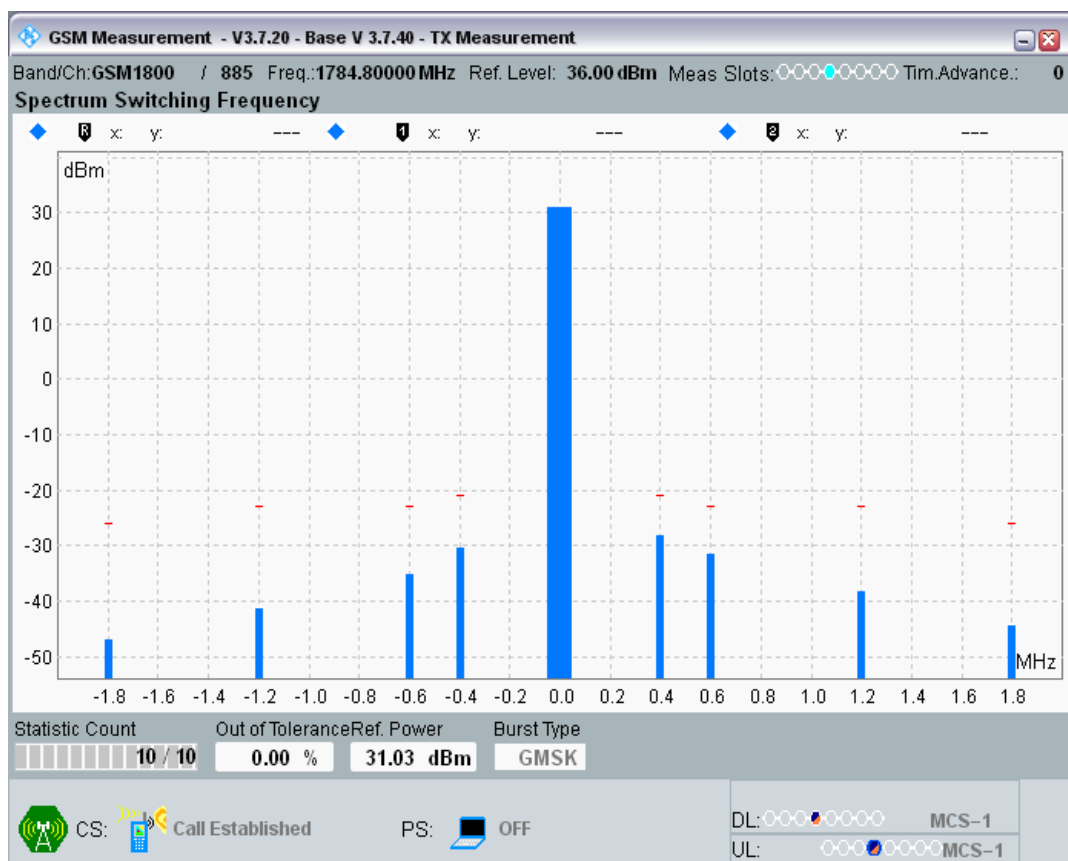 GSM Measurement - V3.7.20 - Base V 3.7.40 - TX Measurement
Band/Ch:GSM1800 / 885 Freq.:1784.80000 MHz Ref. Level: 36.00 dBm Meas Slots: Tim.Advance.: 0
Spectrum Switching Frequency
R x: y: --- 1 x: y: --- 2 x: y: ---
dBm
30
20
10
0
-10
-20
-30
-40
-50
MHz
-1.8 -1.6 -1.4 -1.2 -1.0 -0.8 -0.6 -0.4 -0.2 0.0 0.2 0.4 0.6 0.8 1.0 1.2 1.4 1.6 1.8
Statistic Count Out of Tolerance Ref. Power Burst Type
10 / 10 0.00 % 31.03 dBm GMSK
CS: Call Established PS: OFF
DL: MCS-1
UL: MCS-1